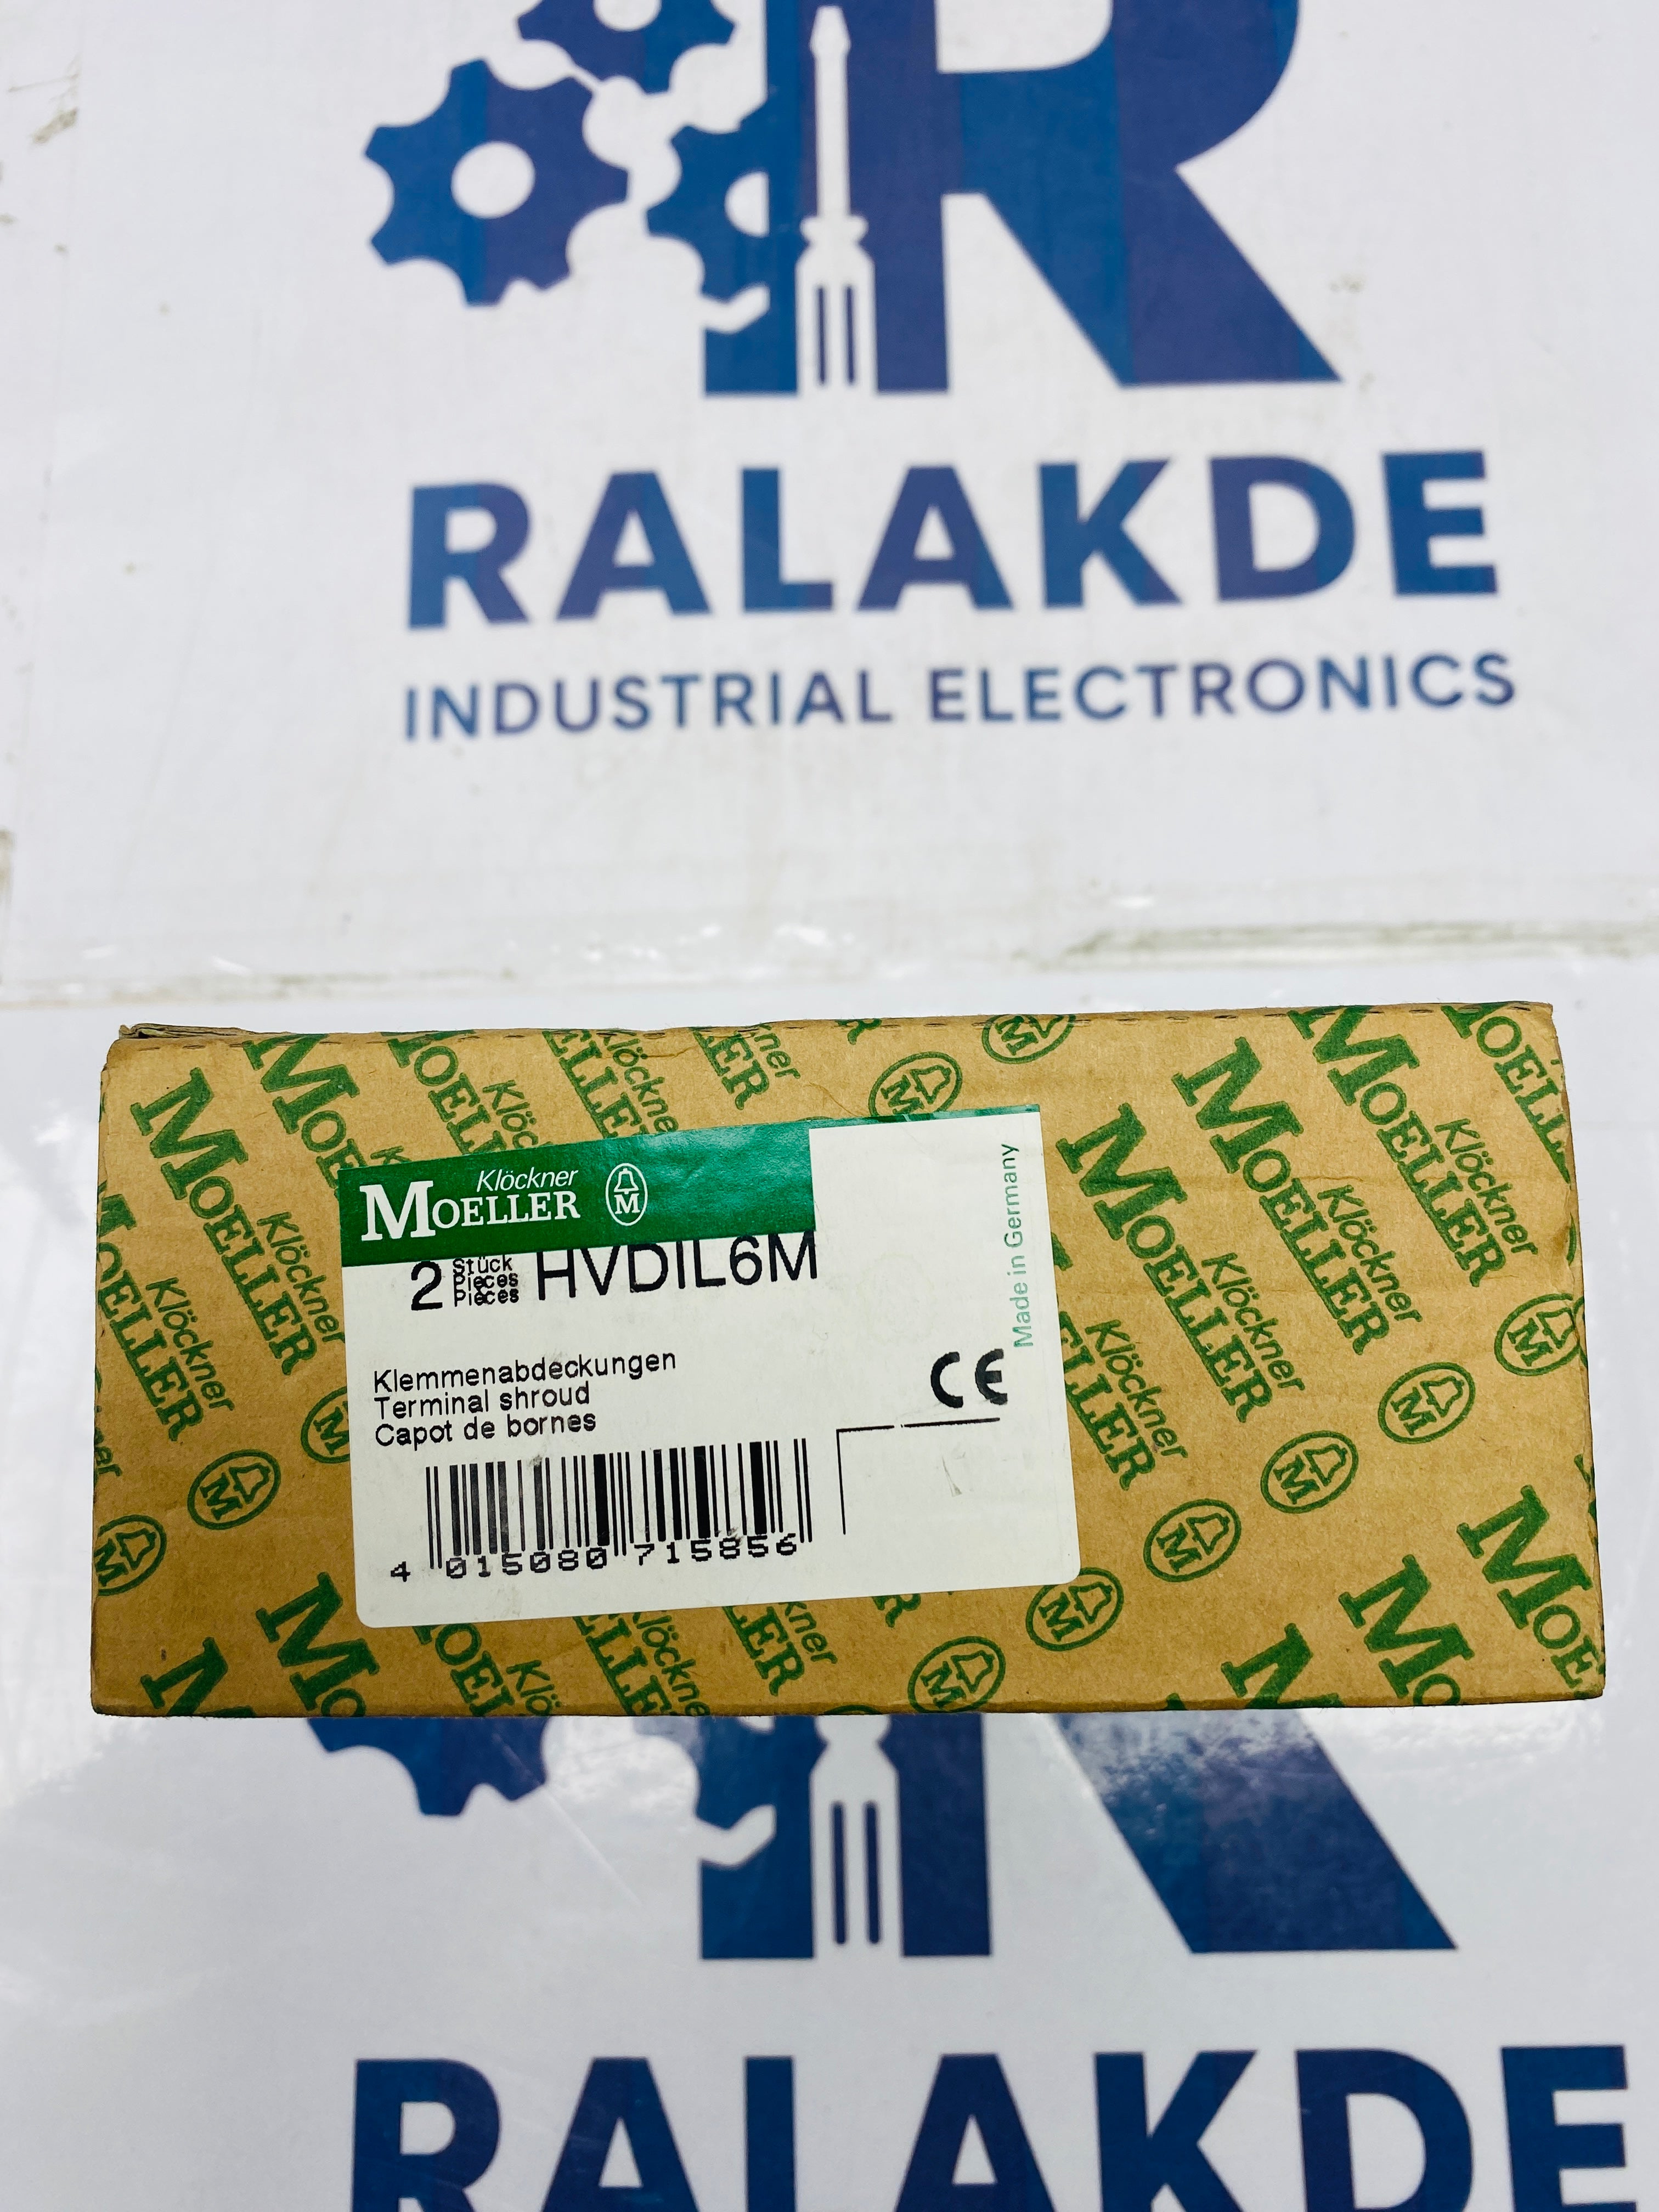 RALAKDE
INDUSTRIAL ELECTRONICS
Klöckner
MOELLER
M
2 Stück
Pieces
Pièces
HVDIL6M
Made in Germany
Klemmenabdeckungen
Terminal shroud
Capot de bornes
CE
4 015080 715856
RALAKDE